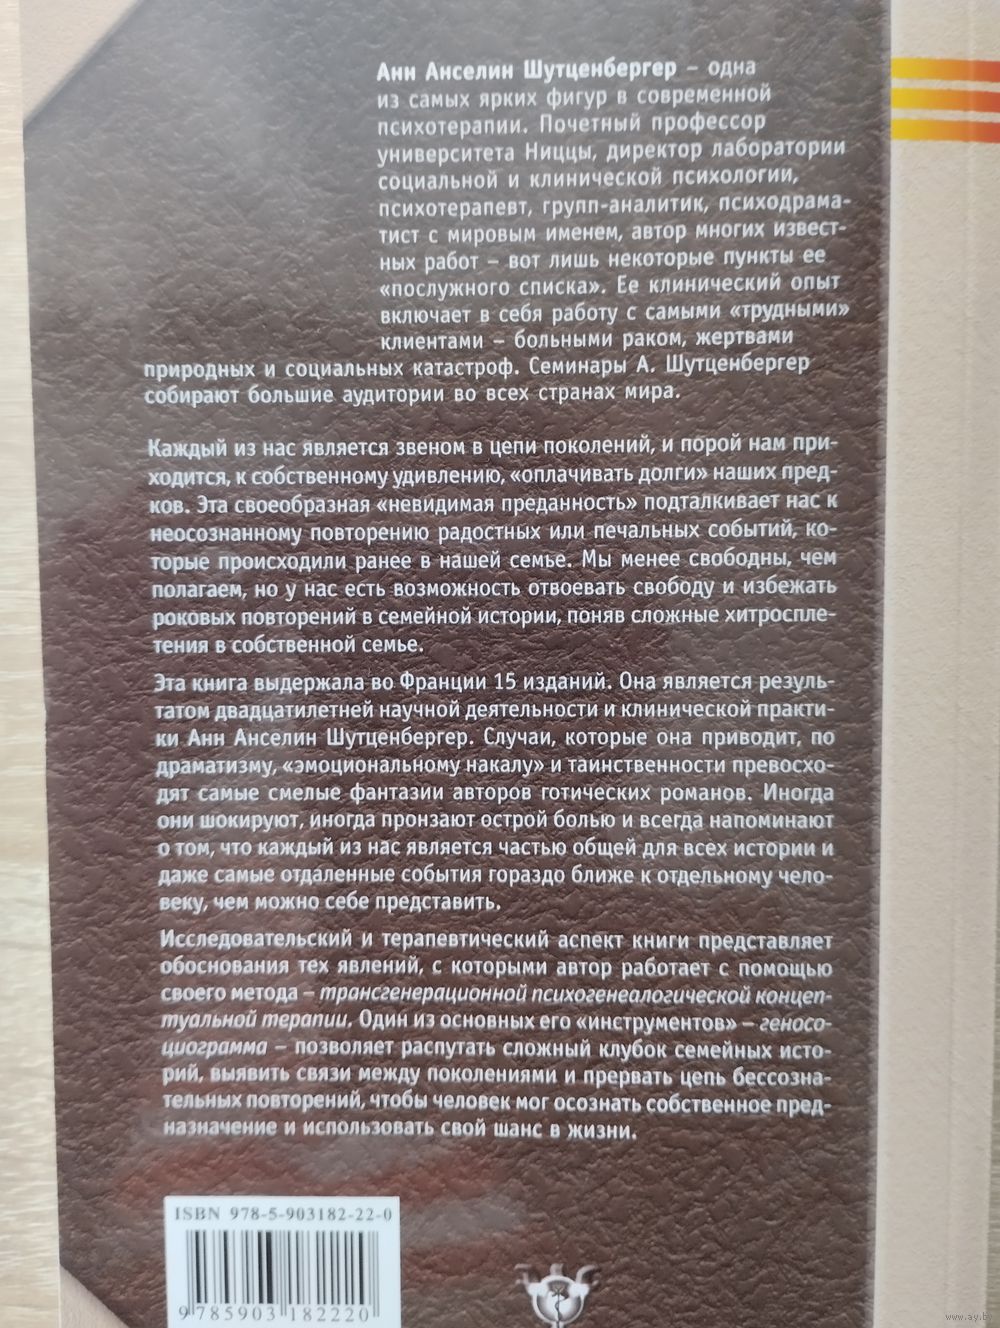 Анн Анселин Шутценбергер – одна
из самых ярких фигур в современной
психотерапии. Почетный профессор
университета Ниццы, директор лаборатории
социальной и клинической психологии,
психотерапевт, групп-аналитик, психодрама-
тист с мировым именем, автор многих извест-
ных работ – вот лишь некоторые пункты ее
«послужного списка». Ее клинический опыт
включает в себя работу с самыми «трудными»
клиентами – больными раком, жертвами
природных и социальных катастроф. Семинары А. Шутценбергер
собирают большие аудитории во всех странах мира.
Каждый из нас является звеном в цепи поколений, и порой нам при-
ходится, к собственному удивлению, «оплачивать долги» наших пред-
ков. Эта своеобразная «невидимая преданность» подталкивает нас к
неосознанному повторению радостных или печальных событий, ко-
торые происходили ранее в нашей семье. Мы менее свободны, чем
полагаем, но у нас есть возможность отвоевать свободу и избежать
роковых повторений в семейной истории, поняв сложные хитроспле-
тения в собственной семье.
Эта книга выдержала во Франции 15 изданий. Она является резуль-
татом двадцатилетней научной деятельности и клинической практи-
ки Анн Анселин Шутценбергер. Случаи, которые она приводит, по
драматизму, «эмоциональному накалу» и таинственности превосхо-
дят самые смелые фантазии авторов готических романов. Иногда
они шокируют, иногда пронзают острой болью и всегда напоминают
о том, что каждый из нас является частью общей для всех истории и
даже самые отдаленные события гораздо ближе к отдельному чело-
веку, чем можно себе представить.
Исследовательский и терапевтический аспект книги представляет
обоснования тех явлений, с которыми автор работает с помощью
своего метода – трансгенерационной психогенеалогической концеп-
туальной терапии. Один из основных его «инструментов» – геносо-
циограмма – позволяет распутать сложный клубок семейных исто-
рий, выявить связи между поколениями и прервать цепь бессозна-
тельных повторений, чтобы человек мог осознать собственное пред-
назначение и использовать свой шанс в жизни.
ISBN 978-5-903182-22-0
9 785903 182220
www.ay.by